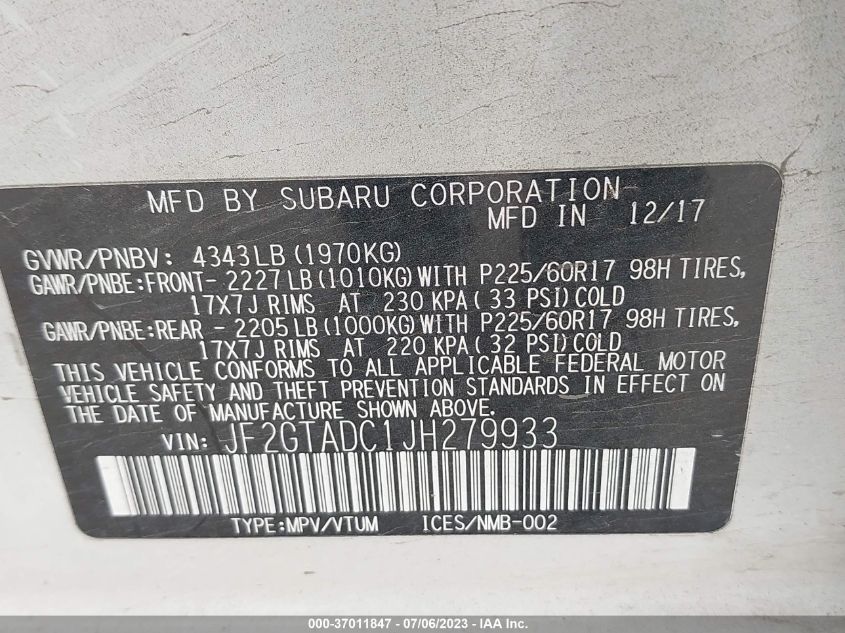 MFD BY SUBARU CORPORATION
MFD IN 12/17
GVWR/PNBV: 4343LB(1970KG)
GAWR/PNBE:FRONT- 2227LB(1010KG)WITH P225/60R17 98H TIRES,
17X7J RIMS AT 230 KPA( 33 PSI)COLD
GAWR/PNBE:REAR - 2205LB(1000KG)WITH P225/60R17 98H TIRES,
17X7J RIMS AT 220 KPA( 32 PSI)COLD
THIS VEHICLE CONFORMS TO ALL APPLICABLE FEDERAL MOTOR
VEHICLE SAFETY AND THEFT PREVENTION STANDARDS IN EFFECT ON
THE DATE OF MANUFACTURE SHOWN ABOVE.
VIN: JF2GTADC1JH279933
TYPE:MPV/VTUM ICES/NMB-002
000-37011847 - 07/06/2023 - IAA Inc.